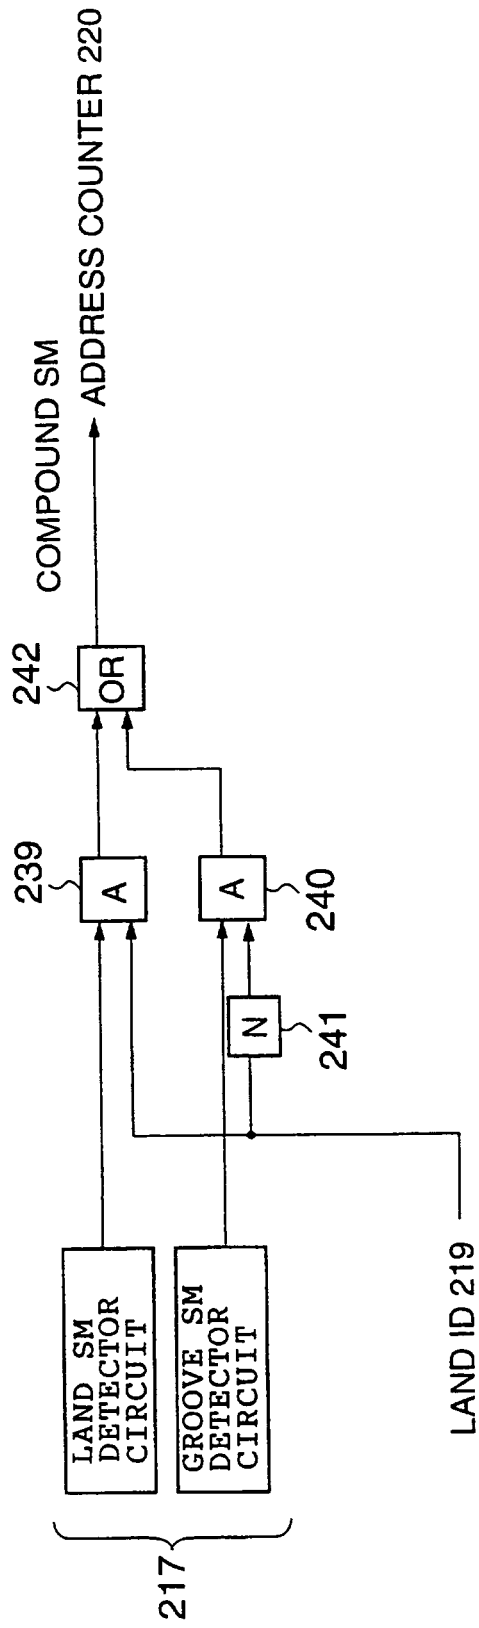 217
LAND SM
DETECTOR
CIRCUIT
GROOVE SM
DETECTOR
CIRCUIT
LAND ID 219
N
241
239
A
A
240
242
OR
COMPOUND SM
ADDRESS COUNTER 220